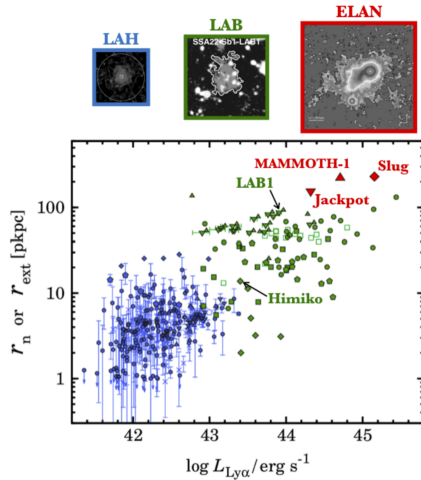 LAH
LAB
ELAN
SSA22-Sb1-LAB1
MAMMOTH-1
Slug
LAB1
Jackpot
Himiko
100
10
1
42
43
44
45
r_n or r_ext [pkpc]
log L_Lyα/erg s⁻¹